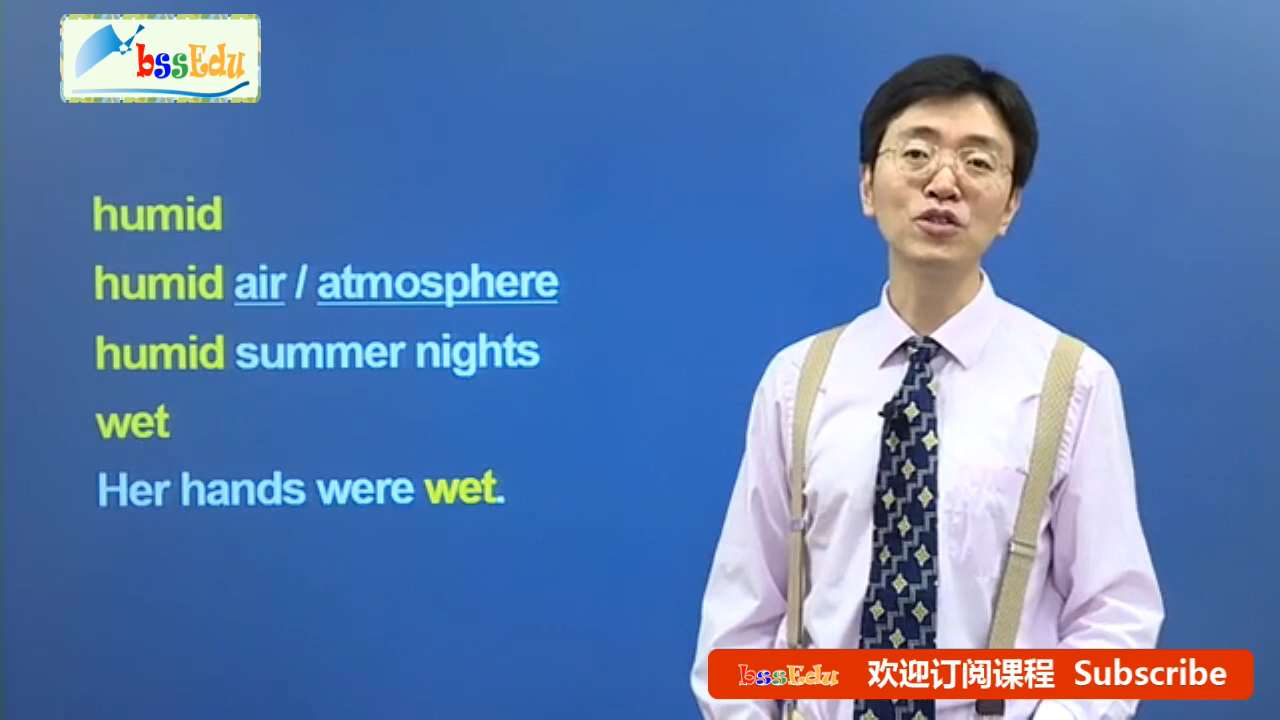 bssEdu
humid
humid air / atmosphere
humid summer nights
wet
Her hands were wet.
bssEdu 欢迎订阅课程 Subscribe